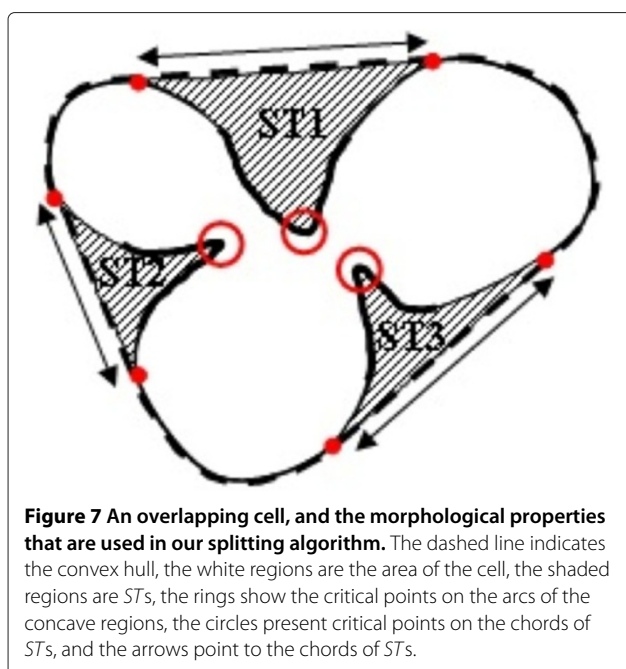 ST1
ST2
ST3
Figure 7 An overlapping cell, and the morphological properties
that are used in our splitting algorithm. The dashed line indicates
the convex hull, the white regions are the area of the cell, the shaded
regions are STs, the rings show the critical points on the arcs of the
concave regions, the circles present critical points on the chords of
STs, and the arrows point to the chords of STs.